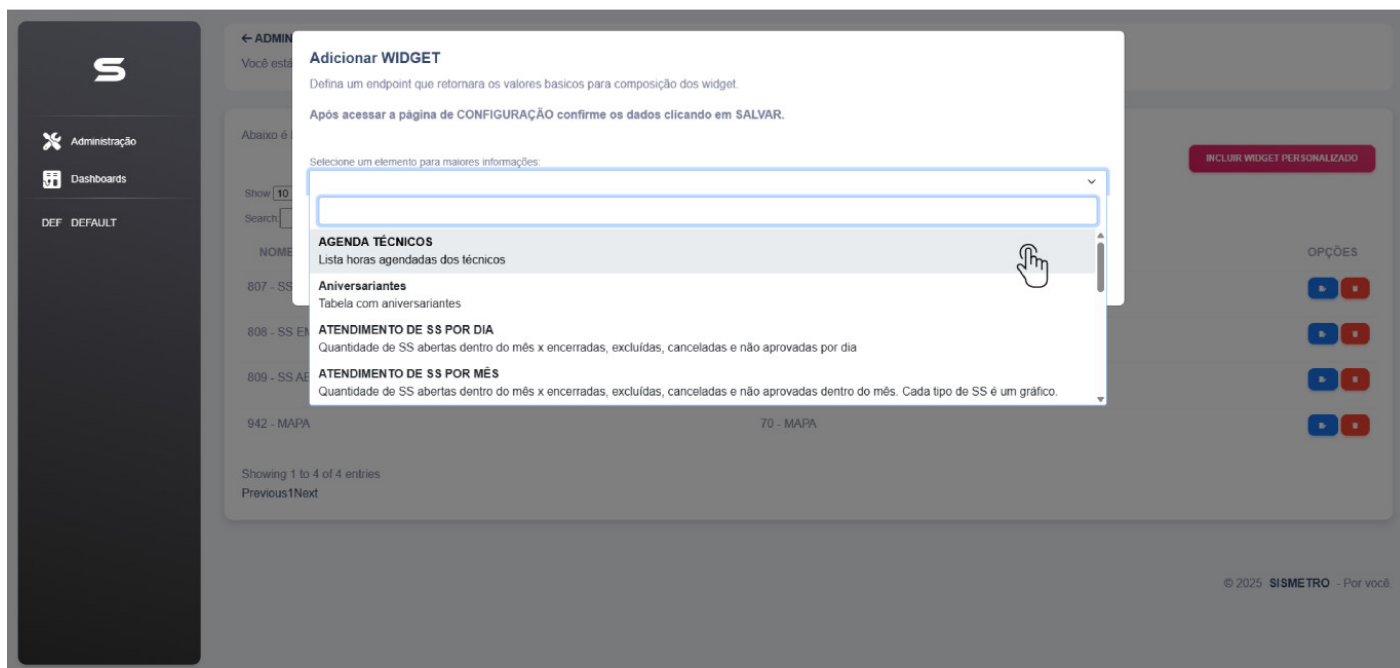 S
Administração
Dashboards
DEF DEFAULT
← ADMIN
Você está
Adicionar WIDGET
Defina um endpoint que retornara os valores basicos para composição dos widget.
Após acessar a página de CONFIGURAÇÃO confirme os dados clicando em SALVAR.
Abaixo é
Selecione um elemento para maiores informações:
INCLUIR WIDGET PERSONALIZADO
Show 10
Search:
AGENDA TÉCNICOS
Lista horas agendadas dos técnicos
Aniversariantes
Tabela com aniversariantes
ATENDIMENTO DE SS POR DIA
Quantidade de SS abertas dentro do mês x encerradas, excluídas, canceladas e não aprovadas por dia
ATENDIMENTO DE SS POR MÊS
Quantidade de SS abertas dentro do mês x encerradas, excluídas, canceladas e não aprovadas dentro do mês. Cada tipo de SS é um gráfico.
NOME
OPÇÕES
807 - SS
808 - SS EN
809 - SS AE
942 - MAPA 70 - MAPA
Showing 1 to 4 of 4 entries
Previous1Next
© 2025 SISMETRO - Por você.